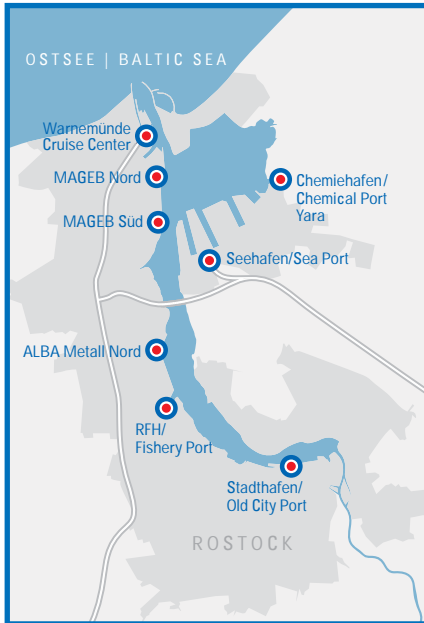 OSTSEE | BALTIC SEA
Warnemünde
Cruise Center
MAGEB Nord
Chemiehafen/
Chemical Port
Yara
MAGEB Süd
Seehafen/Sea Port
ALBA Metall Nord
RFH/
Fishery Port
Stadthafen/
Old City Port
ROSTOCK